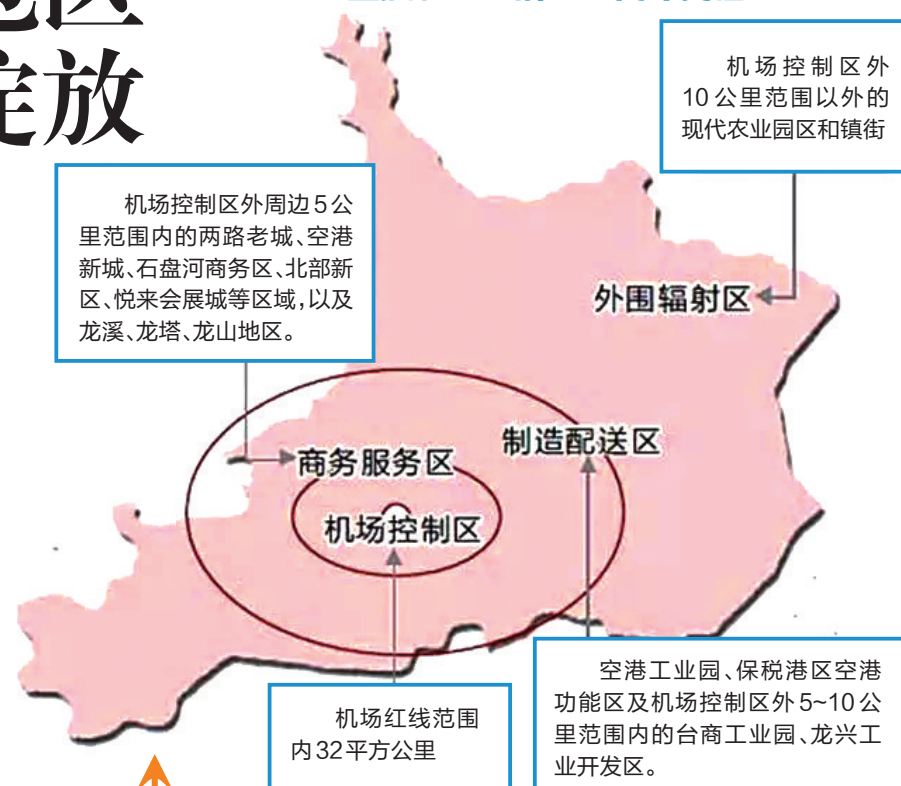 绽放
机场控制区外
10公里范围以外的
现代农业园区和镇街
机场控制区外周边5公
里范围内的两路老城、空港
新城、石盘河商务区、北部新
区、悦来会展城等区域,以及
龙溪、龙塔、龙山地区。
外围辐射区
制造配送区
商务服务区
机场控制区
机场红线范围
内32平方公里
空港工业园、保税港区空港
功能区及机场控制区外5~10公
里范围内的台商工业园、龙兴工
业开发区。